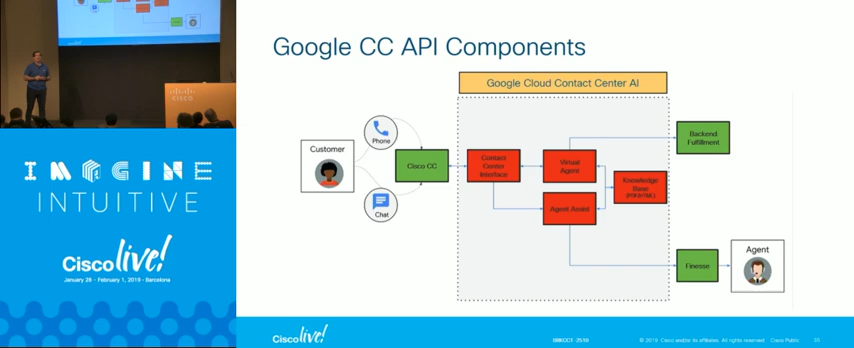 CISCO
IMAGINE
INTUITIVE
Cisco live!
January 28 - February 1, 2019 • Barcelona
Google CC API Components
Google Cloud Contact Center AI
Customer
Phone
Chat
Cisco CC
Contact
Center
Interface
Virtual
Agent
Agent Assist
Knowledge
Base
Backend
Fulfillment
Finesse
Agent
Cisco live!
© 2019 Cisco and/or its affiliates. All rights reserved. Cisco Public